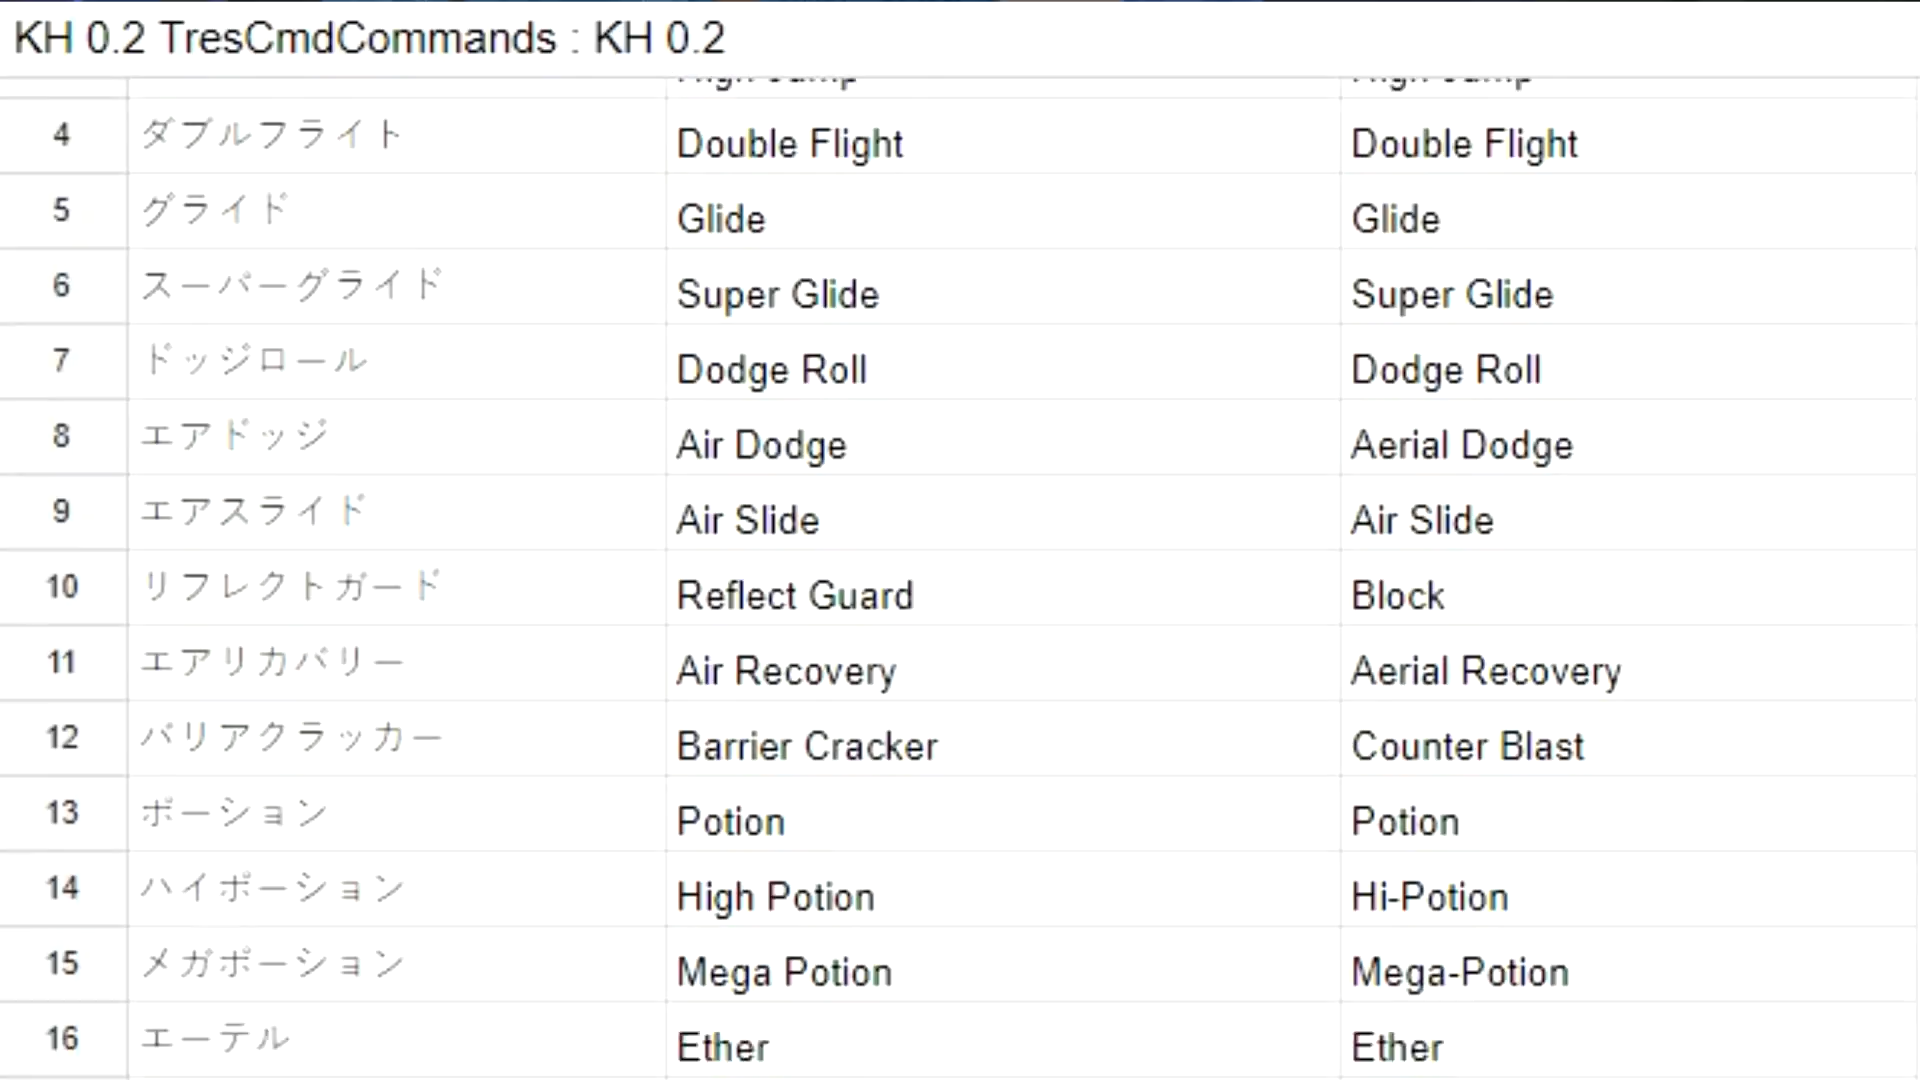 KH 0.2 TresCmdCommands : KH 0.2
High Jump High Jump
4 ダブルフライト Double Flight Double Flight
5 グライド Glide Glide
6 スーパーグライド Super Glide Super Glide
7 ドッジロール Dodge Roll Dodge Roll
8 エアドッジ Air Dodge Aerial Dodge
9 エアスライド Air Slide Air Slide
10 リフレクトガード Reflect Guard Block
11 エアリカバリー Air Recovery Aerial Recovery
12 バリアクラッカー Barrier Cracker Counter Blast
13 ポーション Potion Potion
14 ハイポーション High Potion Hi-Potion
15 メガポーション Mega Potion Mega-Potion
16 エーテル Ether Ether